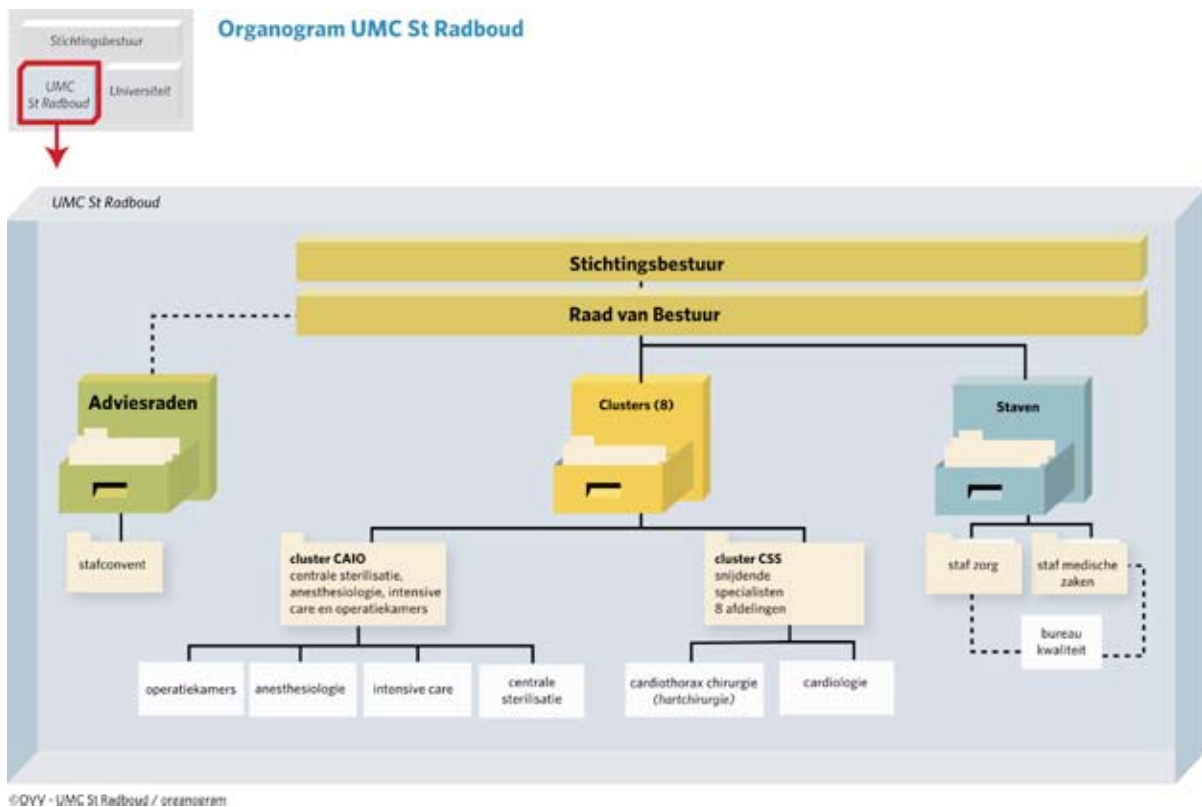 Stichtingsbestuur
Organogram UMC St Radboud
UMC
St Radboud
Universiteit
UMC St Radboud
Stichtingsbestuur
Raad van Bestuur
Adviesraden
Clusters (8)
Staven
stafconvent
cluster CAIO
centrale sterilisatie,
anesthesiologie, intensive
care en operatiekamers
cluster CSS
snijdende
specialisten
8 afdelingen
staf zorg
staf medische
zaken
bureau
kwaliteit
operatiekamers
anesthesiologie
intensive care
centrale
sterilisatie
cardiothorax chirurgie
(hartchirurgie)
cardiologie
©OVV - UMC St Radboud / organogram